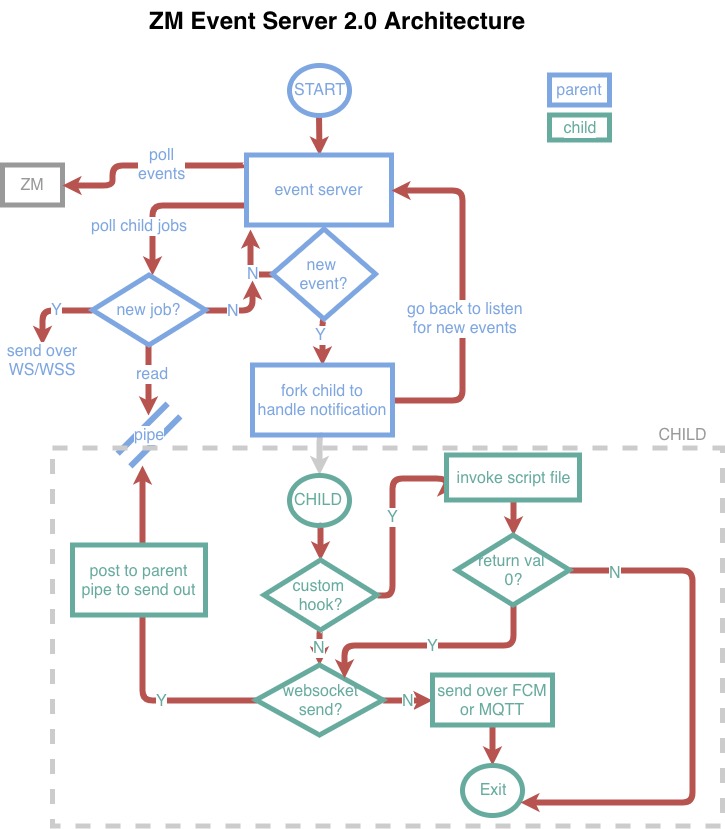 ZM Event Server 2.0 Architecture
START
parent
child
poll
events
ZM
event server
poll child jobs
new
event?
N
new job?
Y
N
go back to listen
for new events
Y
send over
WS/WSS
read
fork child to
handle notification
pipe
CHILD
CHILD
invoke script file
Y
return val
0?
N
post to parent
pipe to send out
custom
hook?
N
Y
websocket
send?
Y
N
send over FCM
or MQTT
Exit